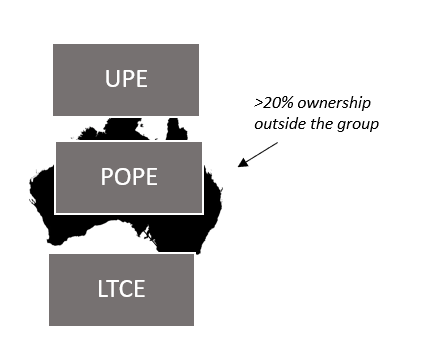 UPE
>20% ownership
outside the group
POPE
LTCE